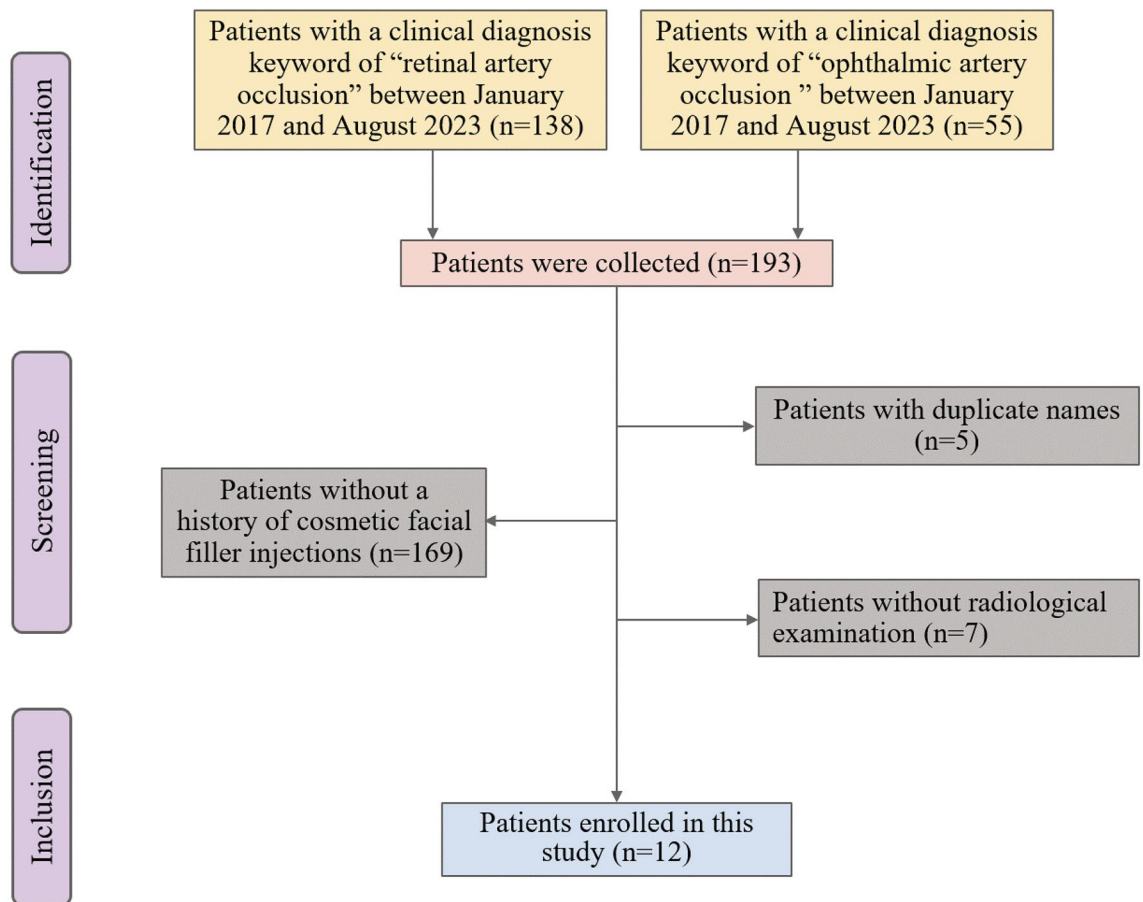 Identification
Patients with a clinical diagnosis
keyword of “retinal artery
occlusion” between January
2017 and August 2023 (n=138)
Patients with a clinical diagnosis
keyword of “ophthalmic artery
occlusion ” between January
2017 and August 2023 (n=55)
Patients were collected (n=193)
Screening
Patients with duplicate names
(n=5)
Patients without a
history of cosmetic facial
filler injections (n=169)
Patients without radiological
examination (n=7)
Inclusion
Patients enrolled in this
study (n=12)